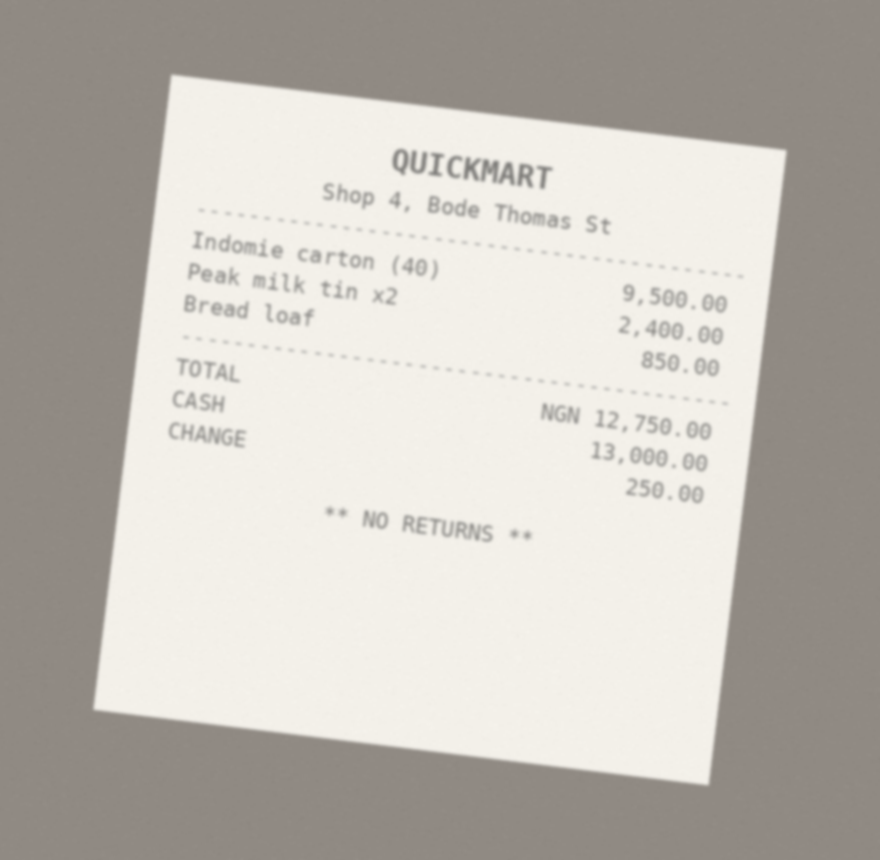 QUICKMART
Shop 4, Bode Thomas St
------------------------------------------
Indomie carton (40) 9,500.00
Peak milk tin x2 2,400.00
Bread loaf 850.00
------------------------------------------
TOTAL NGN 12,750.00
CASH 13,000.00
CHANGE 250.00
** NO RETURNS **